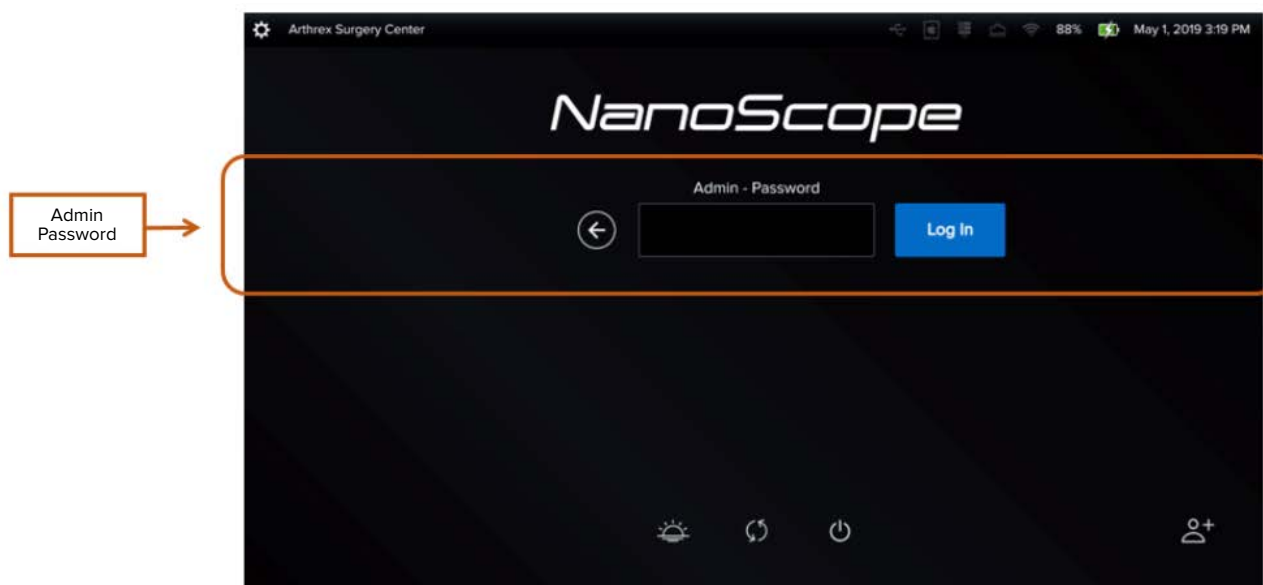 Arthrex Surgery Center 88% May 1, 2019 3:19 PM
NanoScope
Admin - Password
Log In
Admin
Password